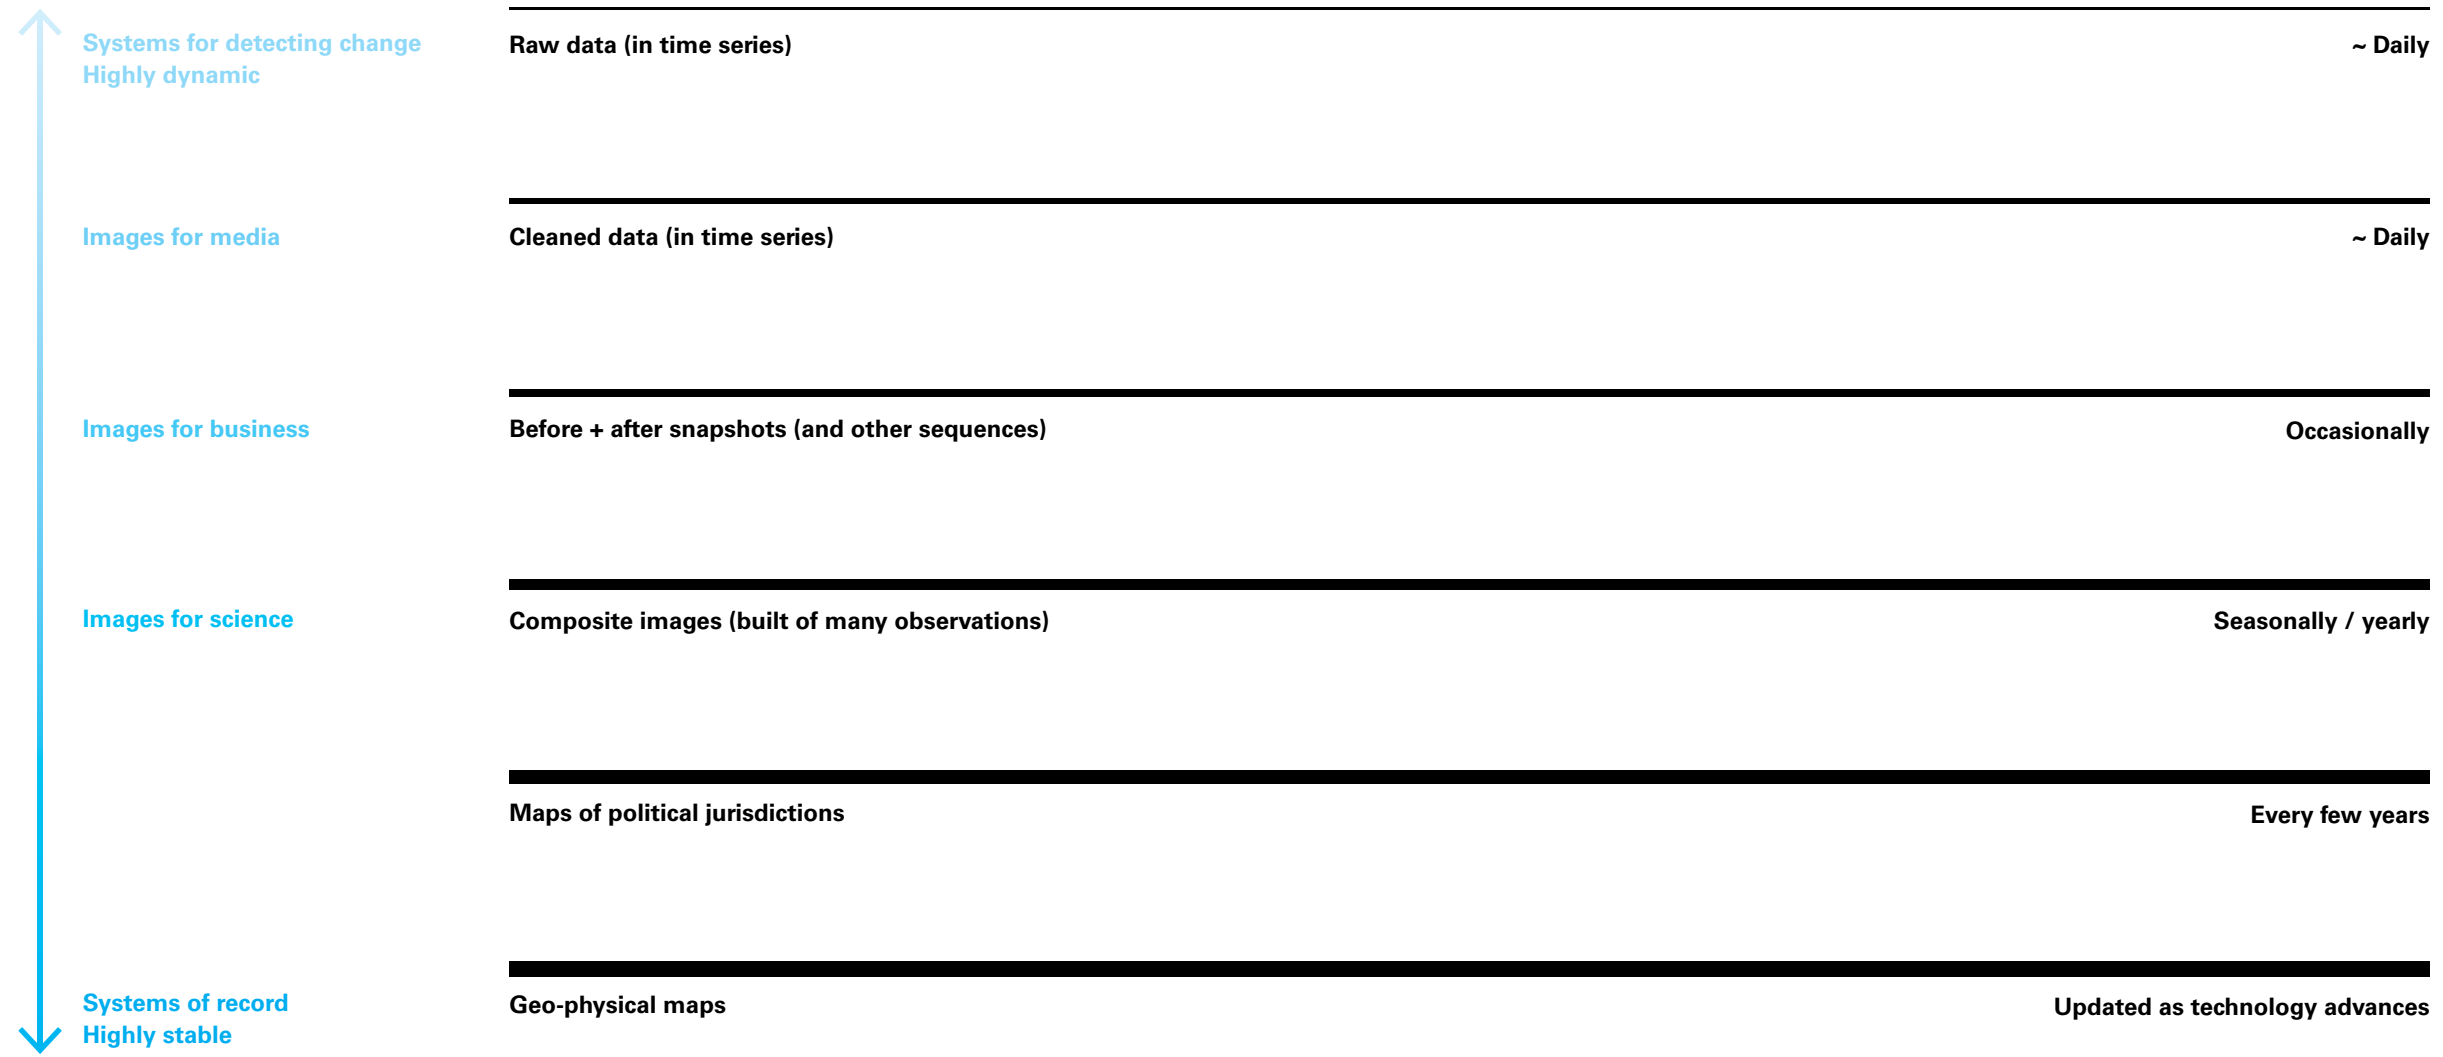 Systems for detecting change
Highly dynamic
Raw data (in time series)
~ Daily
Images for media
Cleaned data (in time series)
~ Daily
Images for business
Before + after snapshots (and other sequences)
Occasionally
Images for science
Composite images (built of many observations)
Seasonally / yearly
Maps of political jurisdictions
Every few years
Systems of record
Highly stable
Geo-physical maps
Updated as technology advances